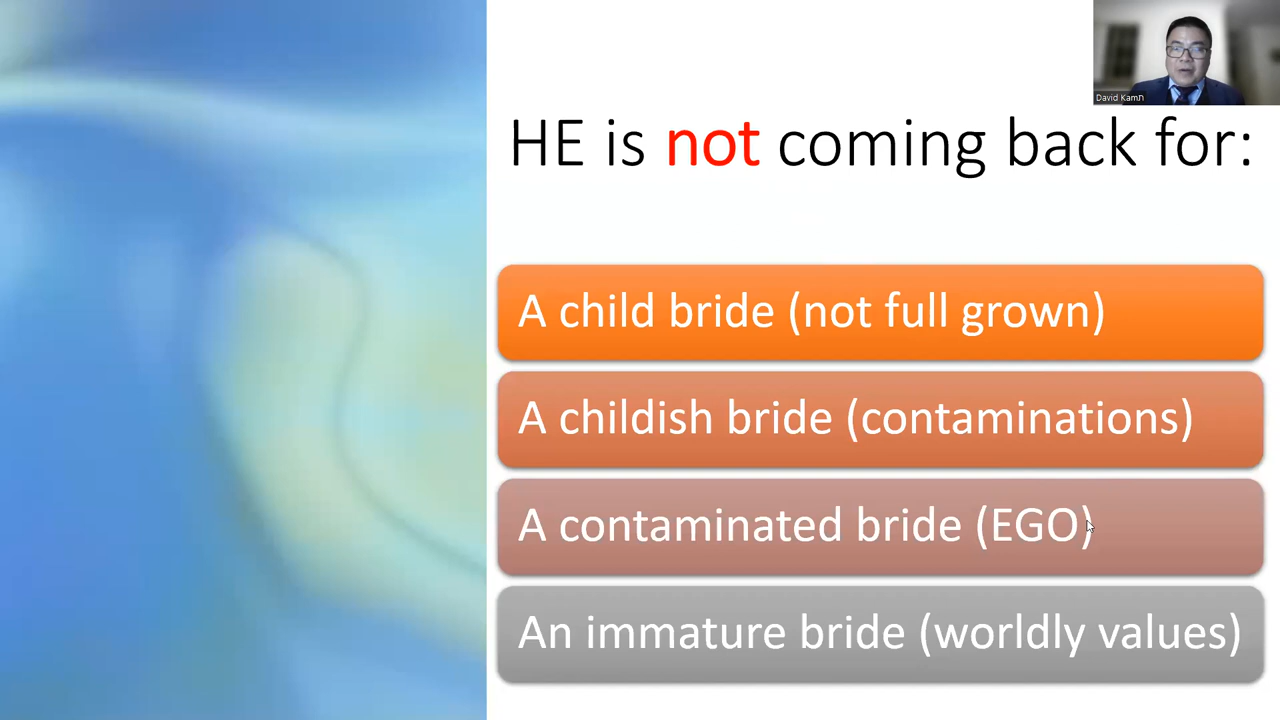 David Kamח
HE is not coming back for:
A child bride (not full grown)
A childish bride (contaminations)
A contaminated bride (EGO)
An immature bride (worldly values)